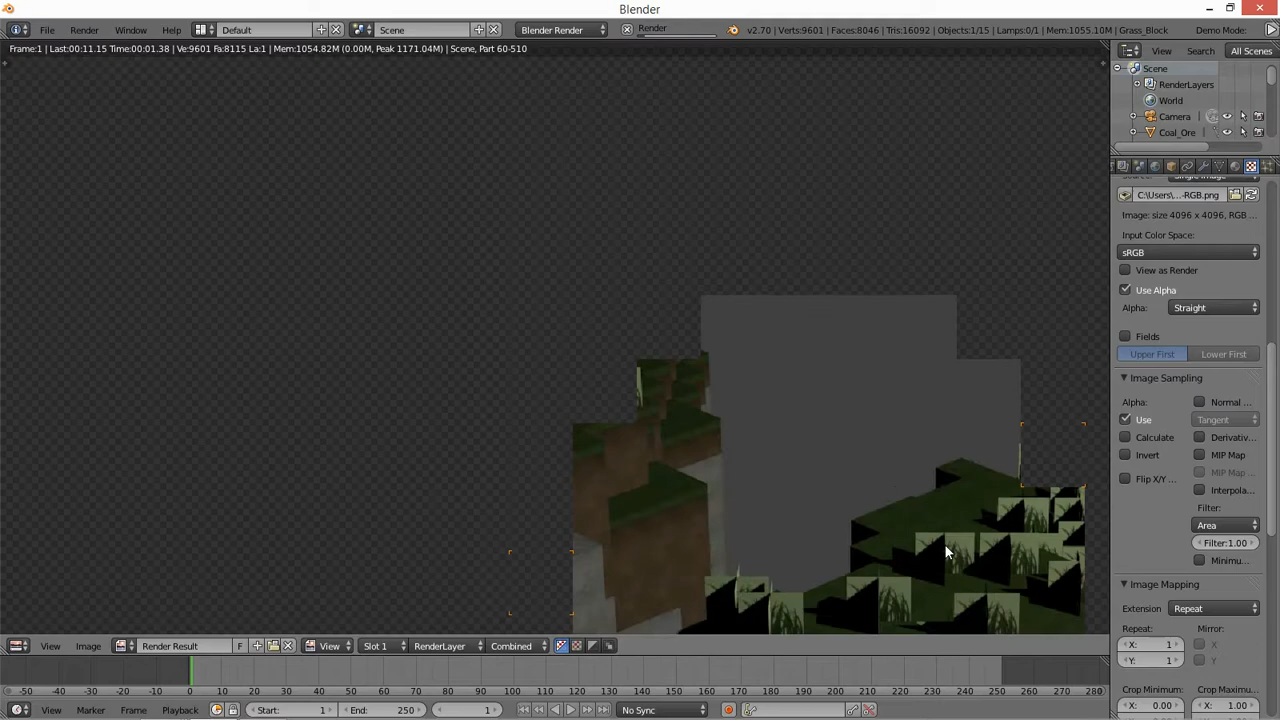 Blender
File Render Window Help Default Scene Blender Render Render v2.70 | Verts:9601 | Faces:8046 | Tris:16092 | Objects:1/15 | Lamps:0/1 | Mem:1055.10M | Grass_Block Demo Mode:
Frame:1 | Last:00:11.15 Time:00:01.38 | Ve:9601 Fa:8115 La:1 | Mem:1054.82M (0.00M, Peak 1171.04M) | Scene, Part 60-510
View Search All Scenes
Scene
RenderLayers
World
Camera
Coal_Ore
Source: Single Image
C:\Users\...-RGB.png
Image: size 4096 x 4096, RGB ...
Input Color Space:
sRGB
View as Render
Use Alpha
Alpha: Straight
Fields
Upper First Lower First
Image Sampling
Alpha: Normal ...
Use Tangent
Calculate Derivativ...
Invert MIP Map
MIP Map ...
Flip X/Y ... Interpola...
Filter:
Area
Filter:1.00
Minimu...
Image Mapping
Extension Repeat
Repeat: Mirror:
X: 1 X
Y: 1 Y
Crop Minimum: Crop Maximu...
X: 0.00 X: 1.00
View Image Render Result F View Slot 1 RenderLayer Combined
-50 -40 -30 -20 -10 0 10 20 30 40 50 60 70 80 90 100 110 120 130 140 150 160 170 180 190 200 210 220 230 240 250 260 270 280
View Marker Frame Playback Start: 1 End: 250 1 No Sync